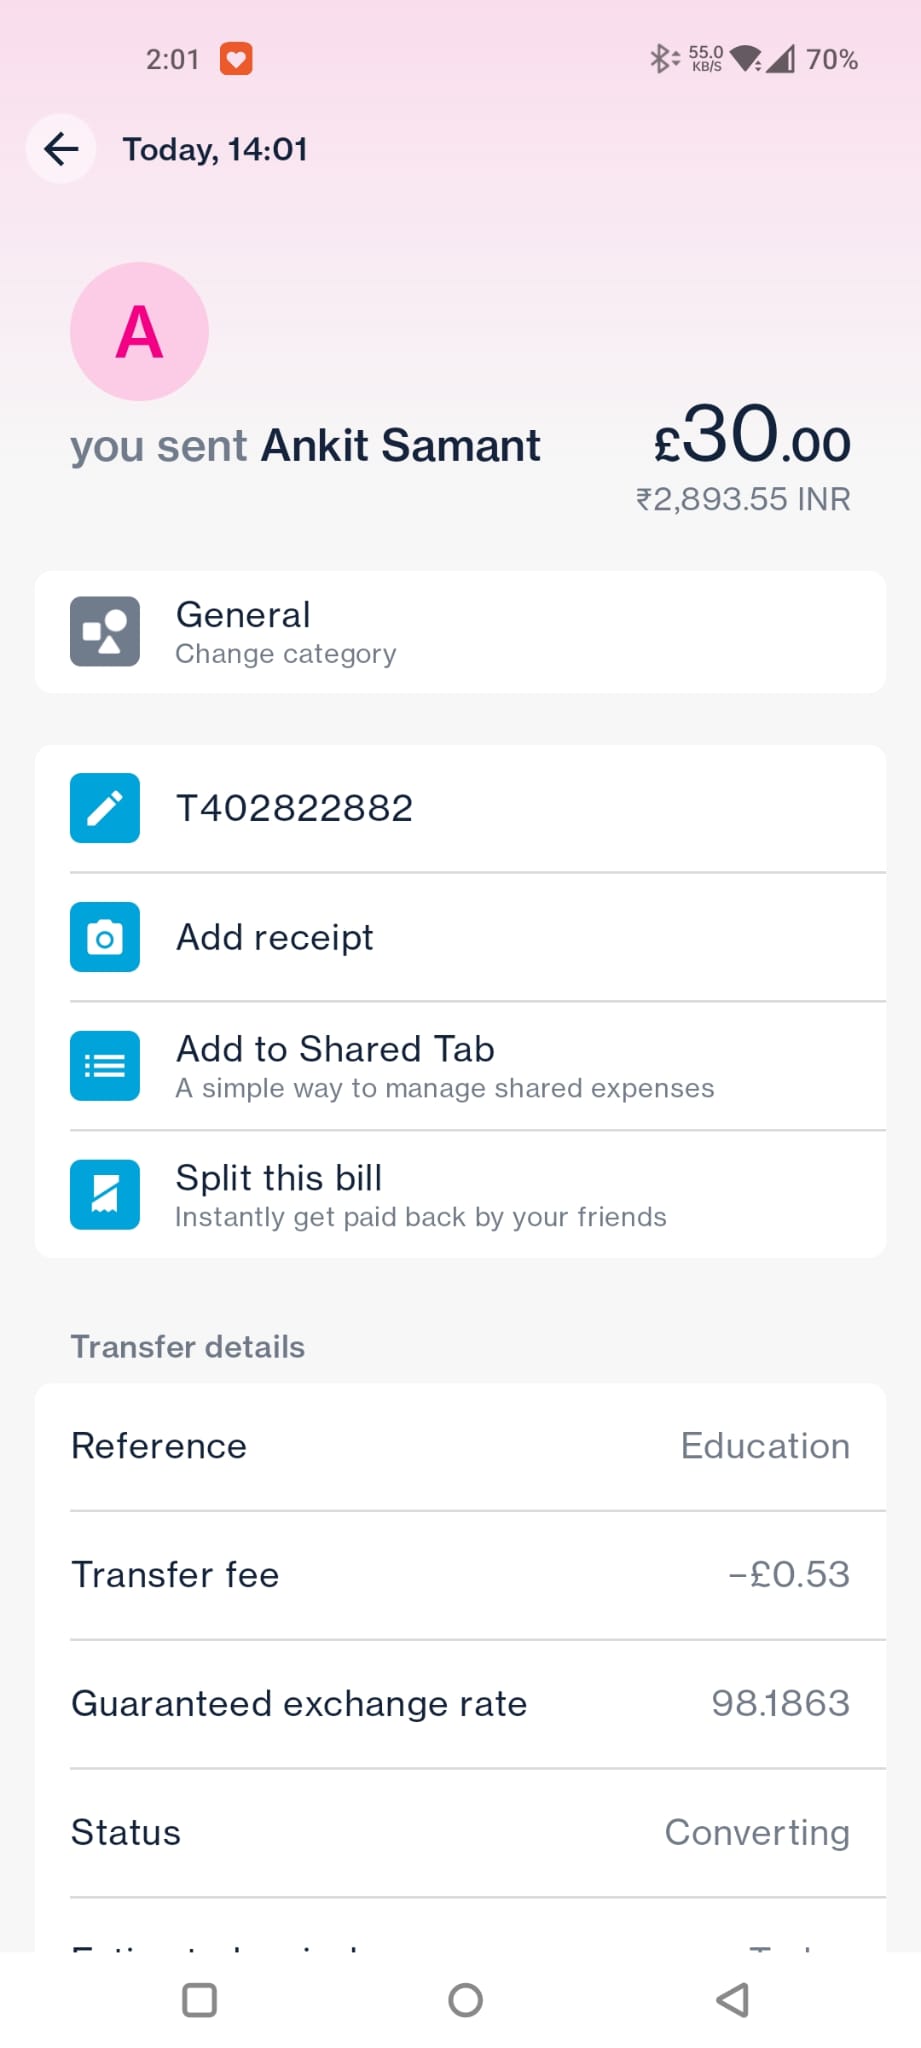 2:01
55.0
KB/S
70%
Today, 14:01
A
you sent Ankit Samant
£30.00
₹2,893.55 INR
General
Change category
T402822882
Add receipt
Add to Shared Tab
A simple way to manage shared expenses
Split this bill
Instantly get paid back by your friends
Transfer details
Reference
Education
Transfer fee
-£0.53
Guaranteed exchange rate
98.1863
Status
Converting